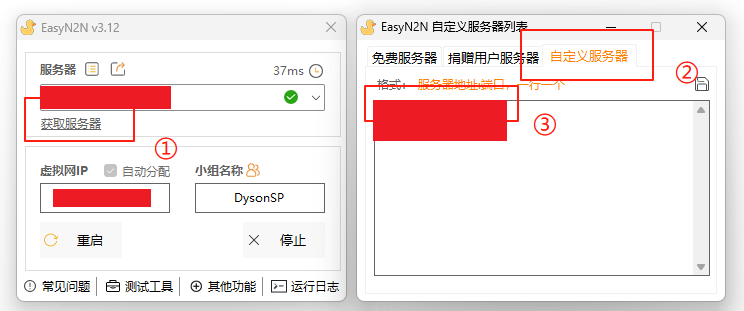 EasyN2N v3.12
服务器
37ms
获取服务器
①
虚拟网IP
自动分配
小组名称
DysonSP
重启
停止
常见问题
测试工具
其他功能
运行日志
EasyN2N 自定义服务器列表
免费服务器
捐赠用户服务器
自定义服务器
②
格式： 服务器地址:端口，一行一个
③